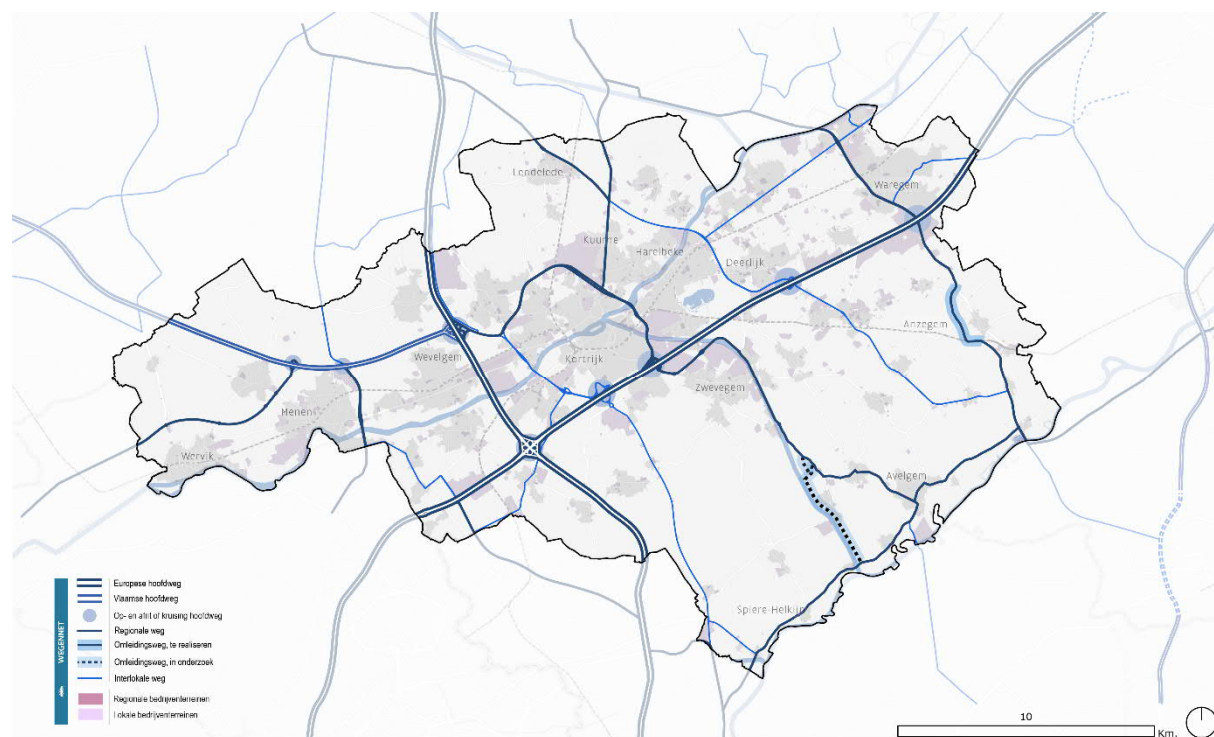 Waregem
Lendelede
Kuurne
Harelbeke
Deerlijk
Anzegem
Wevelgem
Kortrijk
Zwevegem
Menen
Wervik
Avelgem
Spiere-Helkijn
WEGENNET
Europese hoofdweg
Vlaamse hoofdweg
Op- en afrit of kruising hoofdweg
Regionale weg
Omleidingsweg, te realiseren
Omleidingsweg, in onderzoek
Interlokale weg
Regionale bedrijventerreinen
Lokale bedrijventerreinen
10
Km.